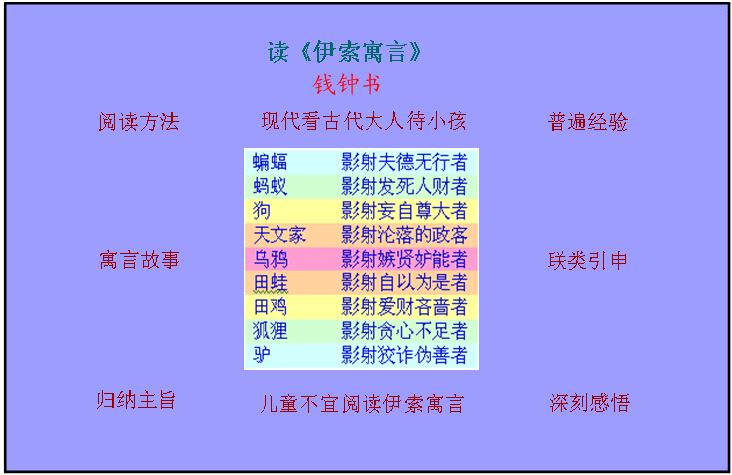 读《伊索寓言》
钱钟书
阅读方法 现代看古代大人待小孩 普遍经验
蝙蝠 影射夫德无行者
蚂蚁 影射发死人财者
狗 影射妄自尊大者
天文家 影射沦落的政客
乌鸦 影射嫉贤妒能者
田蛙 影射自以为是者
田鸡 影射爱财吝啬者
狐狸 影射贪心不足者
驴 影射狡诈伪善者
寓言故事 联类引申
归纳主旨 儿童不宜阅读伊索寓言 深刻感悟